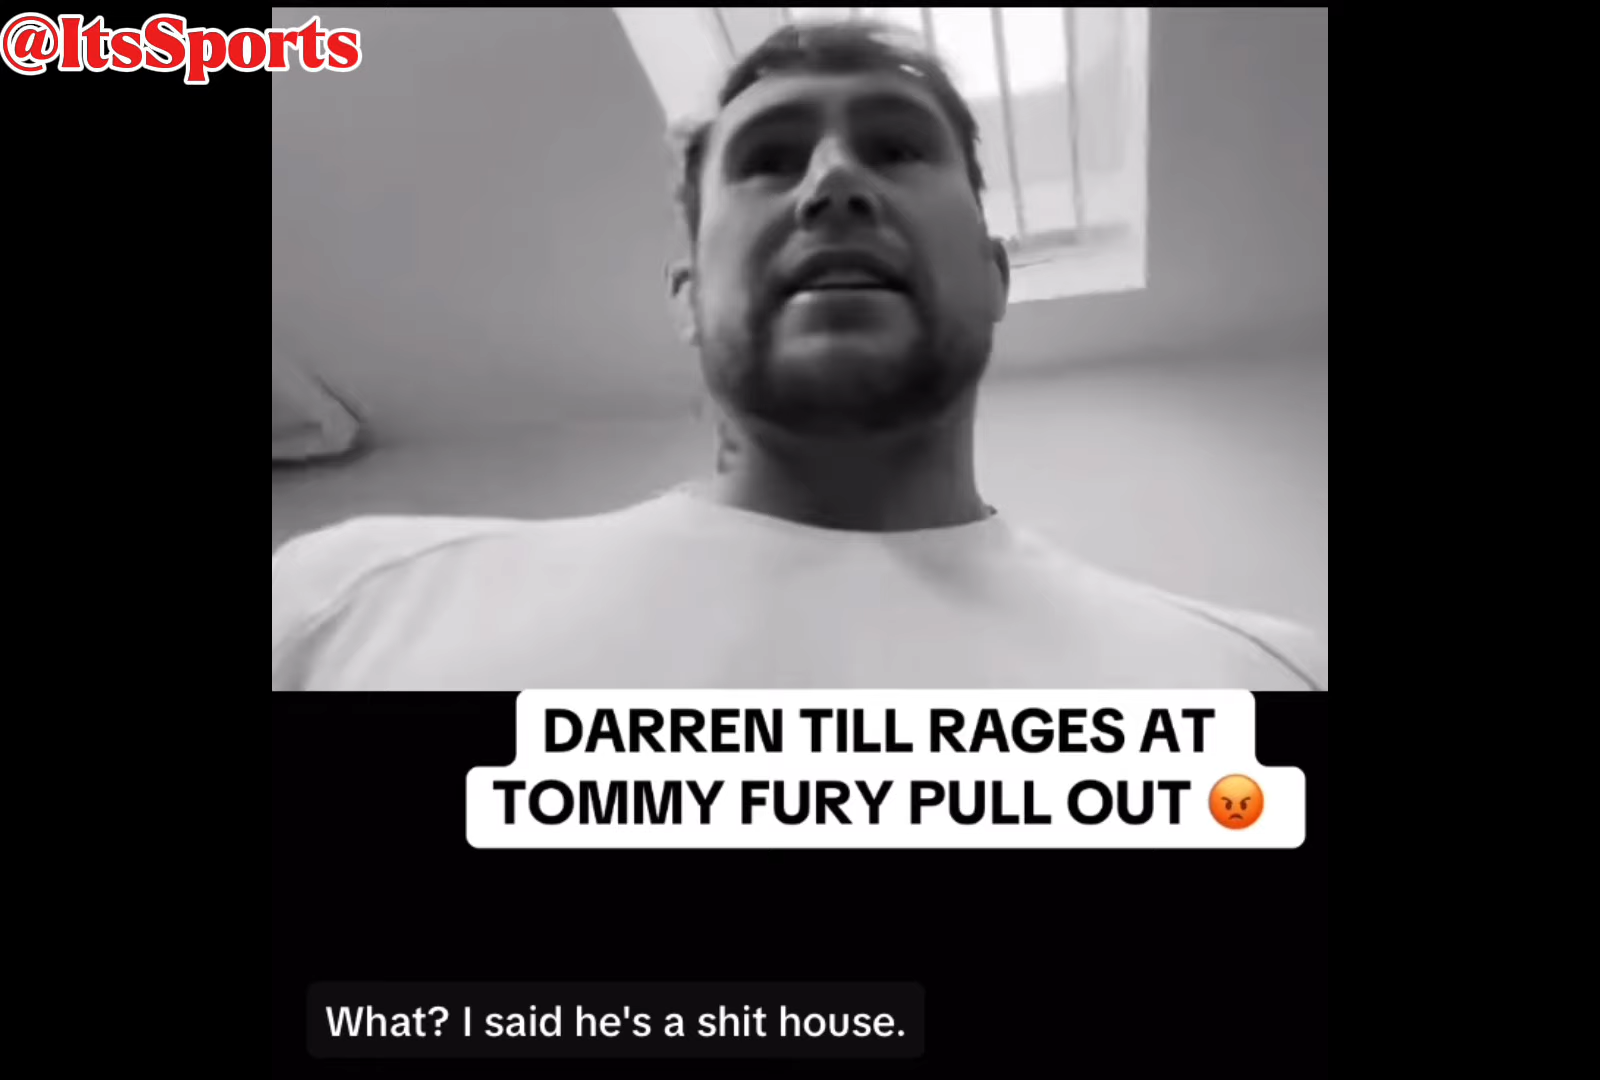 @ItsSports
DARREN TILL RAGES AT
TOMMY FURY PULL OUT 😡
What? I said he's a shit house.